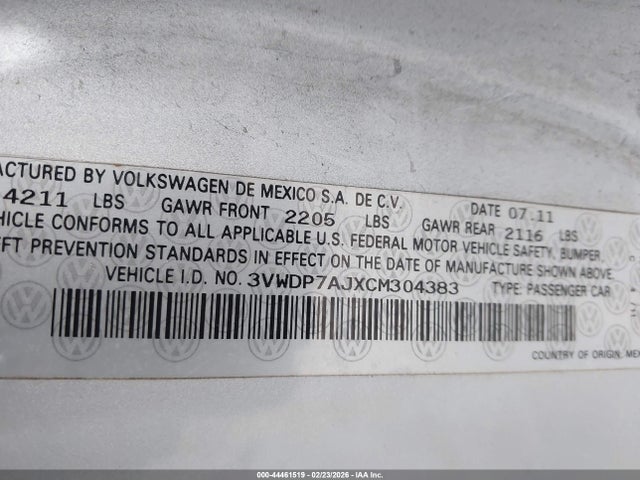 ACTURED BY VOLKSWAGEN DE MEXICO S.A. DE C.V.
4211 LBS GAWR FRONT 2205 LBS GAWR REAR 2116 LBS DATE 07.11
EHICLE CONFORMS TO ALL APPLICABLE U.S. FEDERAL MOTOR VEHICLE SAFETY, BUMPER,
EFT PREVENTION STANDARDS IN EFFECT ON THE DATE OF MANUFACTURE SHOWN ABOVE.
VEHICLE I.D. NO. 3VWDP7AJXCM304383 TYPE: PASSENGER CAR
COUNTRY OF ORIGIN, MEX
000-44461519 | 02/23/2026 - IAA Inc.